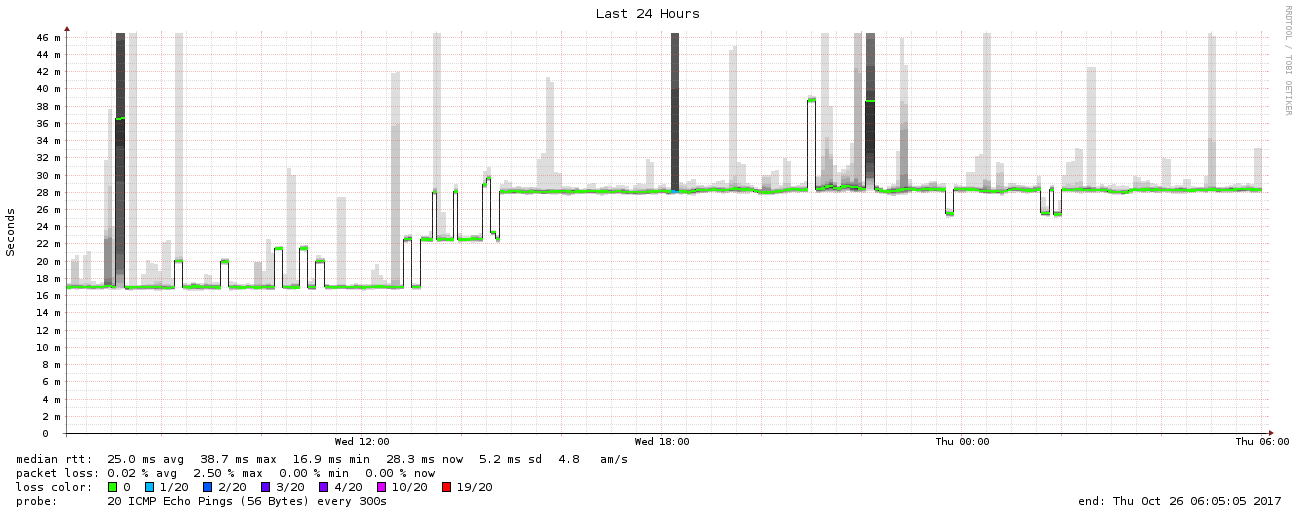 Last 24 Hours
RRDTOOL / TOBI OETIKER
Seconds
46 m
44 m
42 m
40 m
38 m
36 m
34 m
32 m
30 m
28 m
26 m
24 m
22 m
20 m
18 m
16 m
14 m
12 m
10 m
8 m
6 m
4 m
2 m
0
Wed 12:00 Wed 18:00 Thu 00:00 Thu 06:00
median rtt: 25.0 ms avg 38.7 ms max 16.9 ms min 28.3 ms now 5.2 ms sd 4.8 am/s
packet loss: 0.02 % avg 2.50 % max 0.00 % min 0.00 % now
loss color: 0 1/20 2/20 3/20 4/20 10/20 19/20
probe: 20 ICMP Echo Pings (56 Bytes) every 300s end: Thu Oct 26 06:05:05 2017